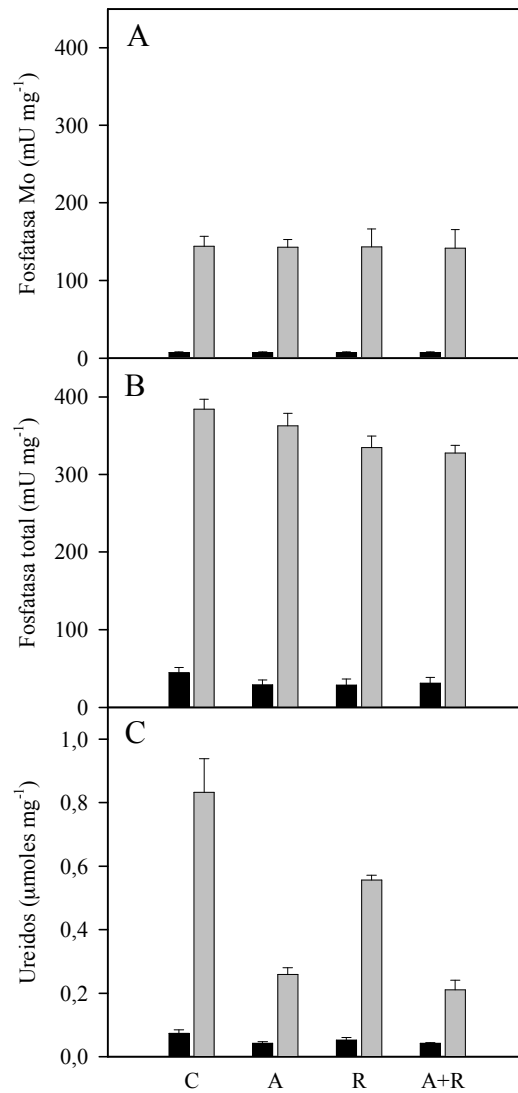 A
Fosfatasa Mo (mU mg⁻¹)
400
300
200
100
0
B
Fosfatasa total (mU mg⁻¹)
400
300
200
100
0
C
Ureidos (µmoles mg⁻¹)
1,0
0,8
0,6
0,4
0,2
0,0
C A R A+R